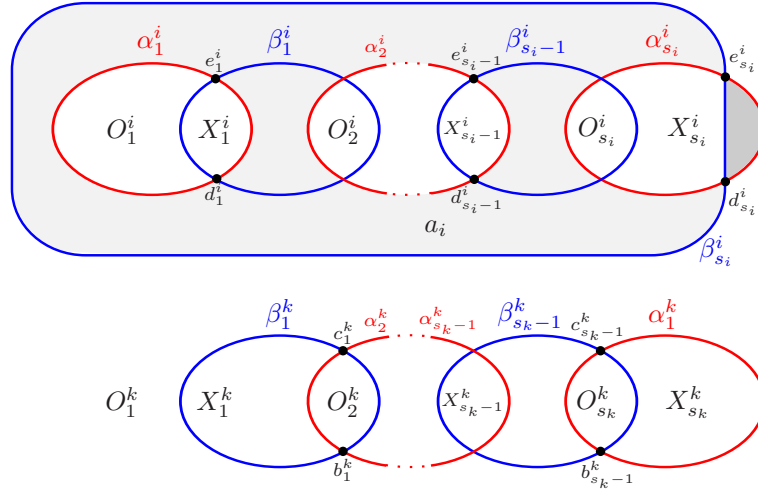 α_1^i β_1^i α_2^i β_{s_i-1}^i α_{s_i}^i
e_1^i e_{s_i-1}^i e_{s_i}^i
O_1^i X_1^i O_2^i X_{s_i-1}^i O_{s_i}^i X_{s_i}^i
d_1^i d_{s_i-1}^i d_{s_i}^i
a_i
β_{s_i}^i
β_1^k α_2^k α_{s_k-1}^k β_{s_k-1}^k α_1^k
c_1^k c_{s_k-1}^k
O_1^k X_1^k O_2^k X_{s_k-1}^k O_{s_k}^k X_{s_k}^k
b_1^k b_{s_k-1}^k